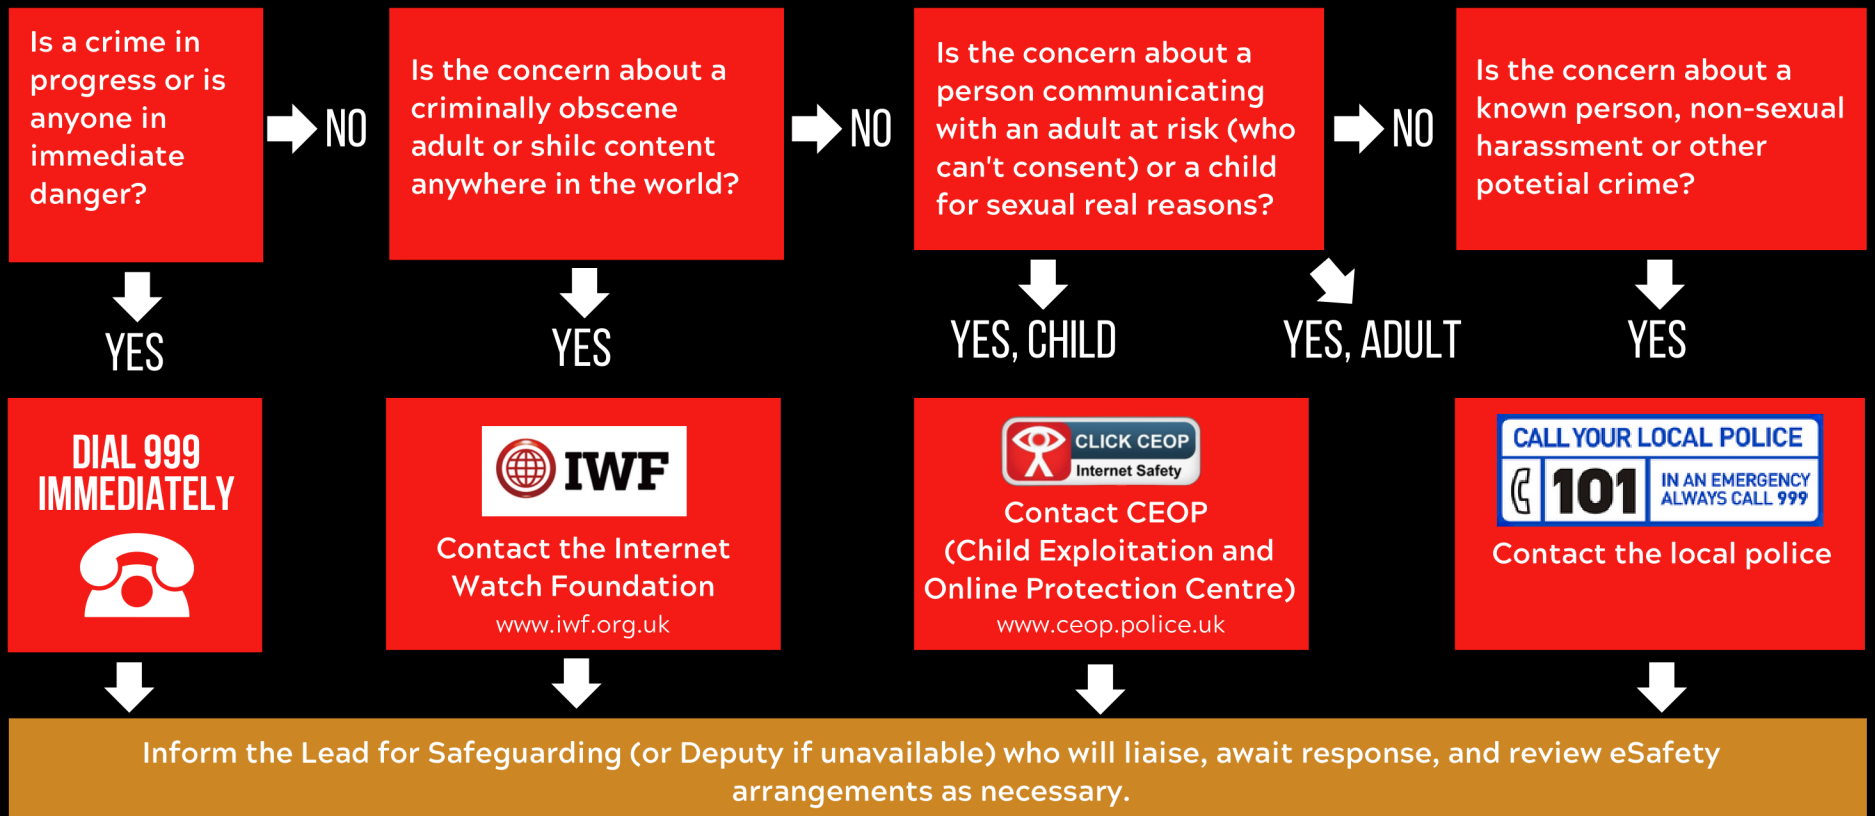 Is a crime in
progress or is
anyone in
immediate
danger?
NO
Is the concern about a
criminally obscene
adult or shilc content
anywhere in the world?
NO
Is the concern about a
person communicating
with an adult at risk (who
can't consent) or a child
for sexual real reasons?
NO
Is the concern about a
known person, non-sexual
harassment or other
potetial crime?
YES
YES
YES, CHILD
YES, ADULT
YES
DIAL 999
IMMEDIATELY
IWF
Contact the Internet
Watch Foundation
www.iwf.org.uk
CLICK CEOP
Internet Safety
Contact CEOP
(Child Exploitation and
Online Protection Centre)
www.ceop.police.uk
CALL YOUR LOCAL POLICE
101
IN AN EMERGENCY
ALWAYS CALL 999
Contact the local police
Inform the Lead for Safeguarding (or Deputy if unavailable) who will liaise, await response, and review eSafety
arrangements as necessary.